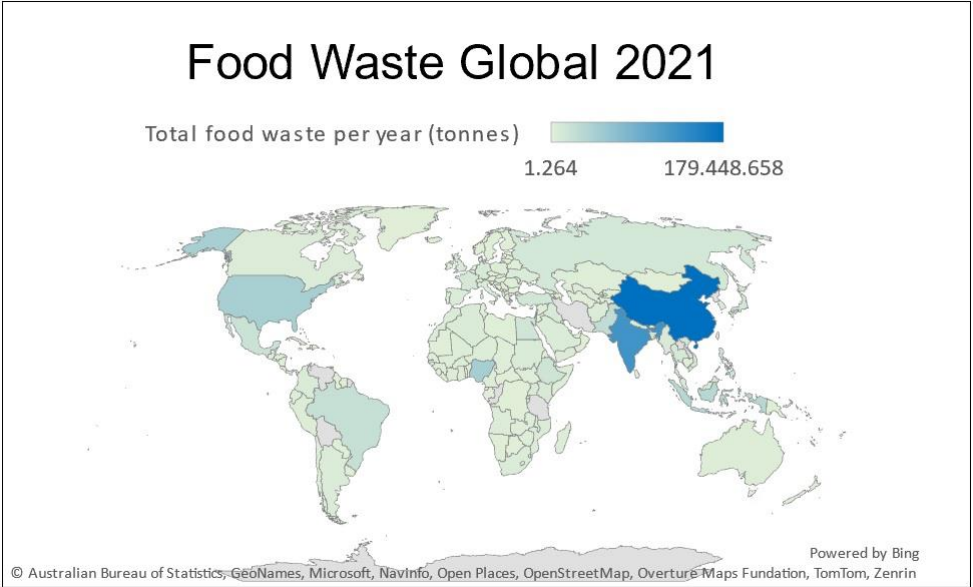 Food Waste Global 2021
Total food waste per year (tonnes)
1.264 179.448.658
Powered by Bing
© Australian Bureau of Statistics, GeoNames, Microsoft, Navinfo, Open Places, OpenStreetMap, Overture Maps Fundation, TomTom, Zenrin